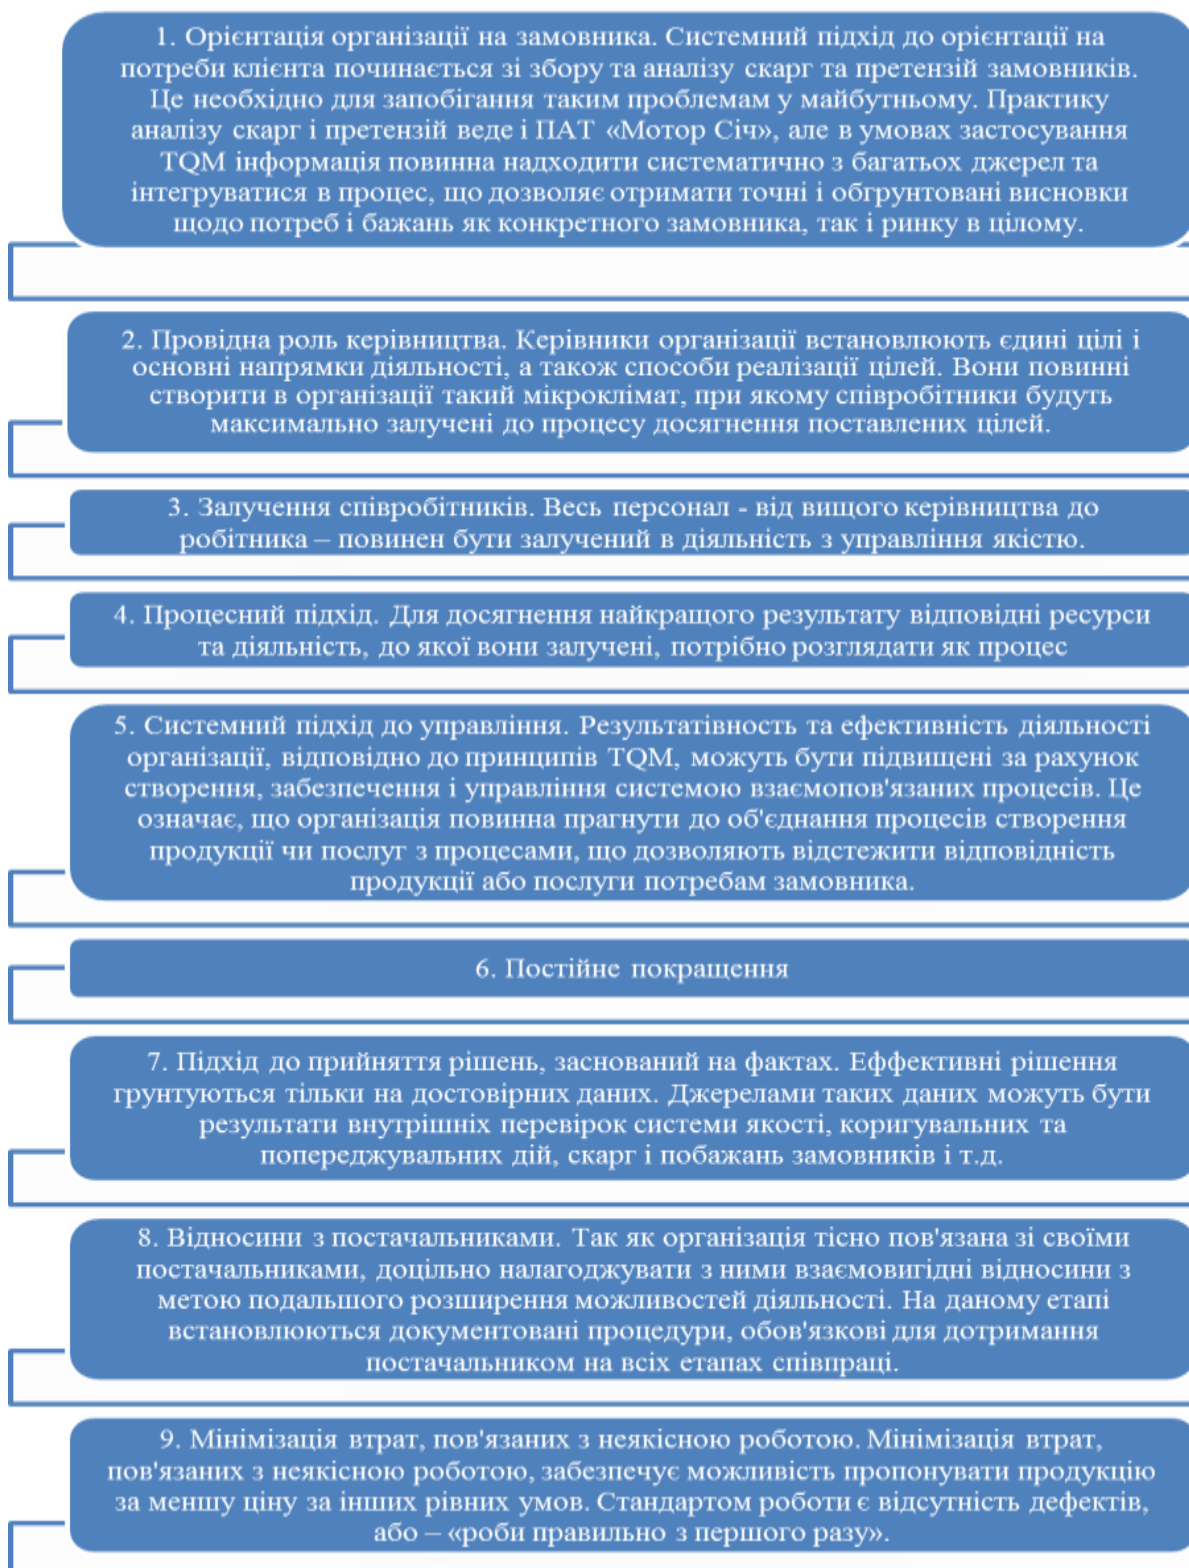 1. Орієнтація організації на замовника. Системний підхід до орієнтації на
потреби клієнта починається зі збору та аналізу скарг та претензій замовників.
Це необхідно для запобігання таким проблемам у майбутньому. Практику
аналізу скарг і претензій веде і ПАТ «Мотор Січ», але в умовах застосування
TQM інформація повинна надходити систематично з багатьох джерел та
інтегруватися в процес, що дозволяє отримати точні і обгрунтовані висновки
щодо потреб і бажань як конкретного замовника, так і ринку в цілому.
2. Провідна роль керівництва. Керівники організації встановлюють єдині цілі і
основні напрямки діяльності, а також способи реалізації цілей. Вони повинні
створити в організації такий мікроклімат, при якому співробітники будуть
максимально залучені до процесу досягнення поставлених цілей.
3. Залучення співробітників. Весь персонал - від вищого керівництва до
робітника – повинен бути залучений в діяльність з управління якістю.
4. Процесний підхід. Для досягнення найкращого результату відповідні ресурси
та діяльність, до якої вони залучені, потрібно розглядати як процес
5. Системний підхід до управління. Результатівность та ефективність діяльності
організації, відповідно до принципів TQM, можуть бути підвищені за рахунок
створення, забезпечення і управління системою взаємопов'язаних процесів. Це
означає, що організація повинна прагнути до об'єднання процесів створення
продукції чи послуг з процесами, що дозволяють відстежити відповідність
продукції або послуги потребам замовника.
6. Постійне покращення
7. Підхід до прийняття рішень, заснований на фактах. Еффективні рішення
грунтуються тільки на достовірних даних. Джерелами таких даних можуть бути
результати внутрішніх перевірок системи якості, коригувальних та
попереджувальних дій, скарг і побажань замовників і т.д.
8. Відносини з постачальниками. Так як організація тісно пов'язана зі своїми
постачальниками, доцільно налагоджувати з ними взаємовигідні відносини з
метою подальшого розширення можливостей діяльності. На даному етапі
встановлюються документовані процедури, обов'язкові для дотримання
постачальником на всіх етапах співпраці.
9. Мінімізація втрат, пов'язаних з неякісною роботою. Мінімізація втрат,
пов'язаних з неякісною роботою, забезпечує можливість пропонувати продукцію
за меншу ціну за інших рівних умов. Стандартом роботи є відсутність дефектів,
або – «роби правильно з першого разу».